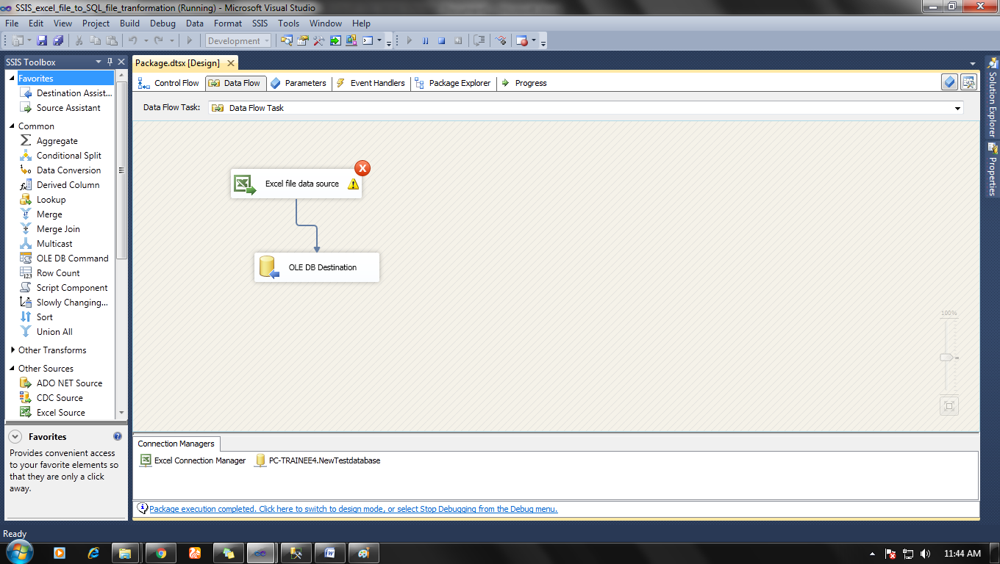 SSIS_excel_file_to_SQL_file_tranformation (Running) - Microsoft Visual Studio
File Edit View Project Build Debug Data Format SSIS Tools Window Help
Development
SSIS Toolbox
Favorites
Destination Assist...
Source Assistant
Common
Aggregate
Conditional Split
Data Conversion
Derived Column
Lookup
Merge
Merge Join
Multicast
OLE DB Command
Row Count
Script Component
Slowly Changing...
Sort
Union All
Other Transforms
Other Sources
ADO NET Source
CDC Source
Excel Source
Favorites
Provides convenient access
to your favorite elements so
that they are only a click
away.
Package.dtsx [Design]
Control Flow Data Flow Parameters Event Handlers Package Explorer Progress
Data Flow Task: Data Flow Task
Excel file data source
OLE DB Destination
100%
Connection Managers
Excel Connection Manager PC-TRAINEE4.NewTestdatabase
Package execution completed. Click here to switch to design mode, or select Stop Debugging from the Debug menu.
Solution Explorer
Properties
Ready
11:44 AM